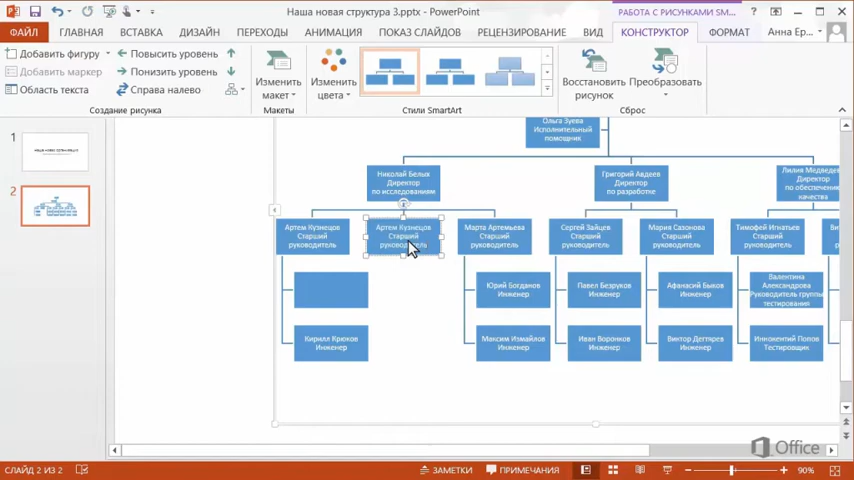 Наша новая структура 3.pptx - PowerPoint
РАБОТА С РИСУНКАМИ SM...
ФАЙЛ
ГЛАВНАЯ
ВСТАВКА
ДИЗАЙН
ПЕРЕХОДЫ
АНИМАЦИЯ
ПОКАЗ СЛАЙДОВ
РЕЦЕНЗИРОВАНИЕ
ВИД
КОНСТРУКТОР
ФОРМАТ
Анна Ер...
Добавить фигуру
Добавить маркер
Область текста
Повысить уровень
Понизить уровень
Справа налево
Создание рисунка
Изменить
макет
Макеты
Изменить
цвета
Стили SmartArt
Восстановить
рисунок
Преобразовать
Сброс
1
2
Ольга Зуева
Исполнительный
помощник
Николай Белых
Директор
по исследованиям
Григорий Авдеев
Директор
по разработке
Лилия Медведе
Директор
по обеспечени
качества
Артем Кузнецов
Старший
руководитель
Артем Кузнецов
Старший
руководитель
Марта Артемьева
Старший
руководитель
Сергей Зайцев
Старший
руководитель
Мария Сазонова
Старший
руководитель
Тимофей Игнатьев
Старший
руководитель
Ви
Юрий Богданов
Инженер
Павел Безруков
Инженер
Афанасий Быков
Инженер
Валентина
Александрова
Руководитель группы
тестирования
Кирилл Крюков
Инженер
Максим Измайлов
Инженер
Иван Воронков
Инженер
Виктор Дегтярев
Инженер
Иннокентий Попов
Тестировщик
Office
СЛАЙД 2 ИЗ 2
ЗАМЕТКИ
ПРИМЕЧАНИЯ
90%